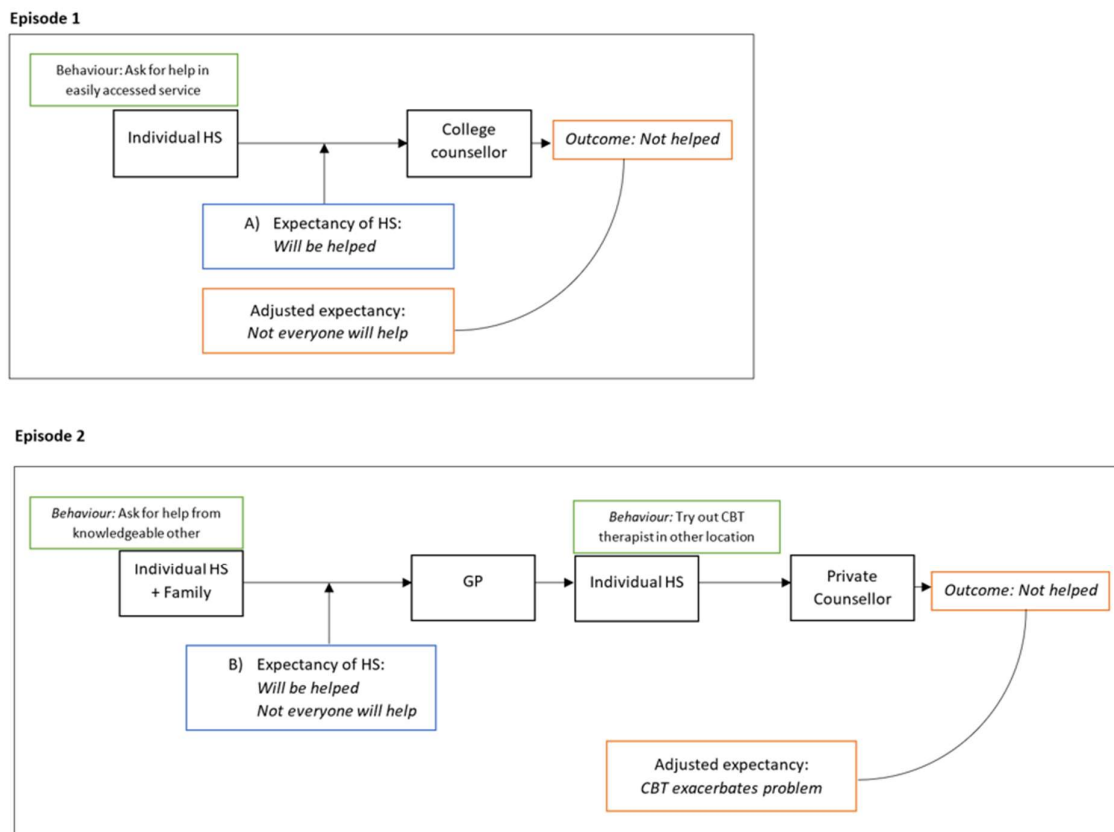 Episode 1
Behaviour: Ask for help in
easily accessed service
Individual HS
College
counsellor
Outcome: Not helped
A) Expectancy of HS:
Will be helped
Adjusted expectancy:
Not everyone will help
Episode 2
Behaviour: Ask for help from
knowledgeable other
Individual HS
+ Family
GP
Behaviour: Try out CBT
therapist in other location
Individual HS
Private
Counsellor
Outcome: Not helped
B) Expectancy of HS:
Will be helped
Not everyone will help
Adjusted expectancy:
CBT exacerbates problem